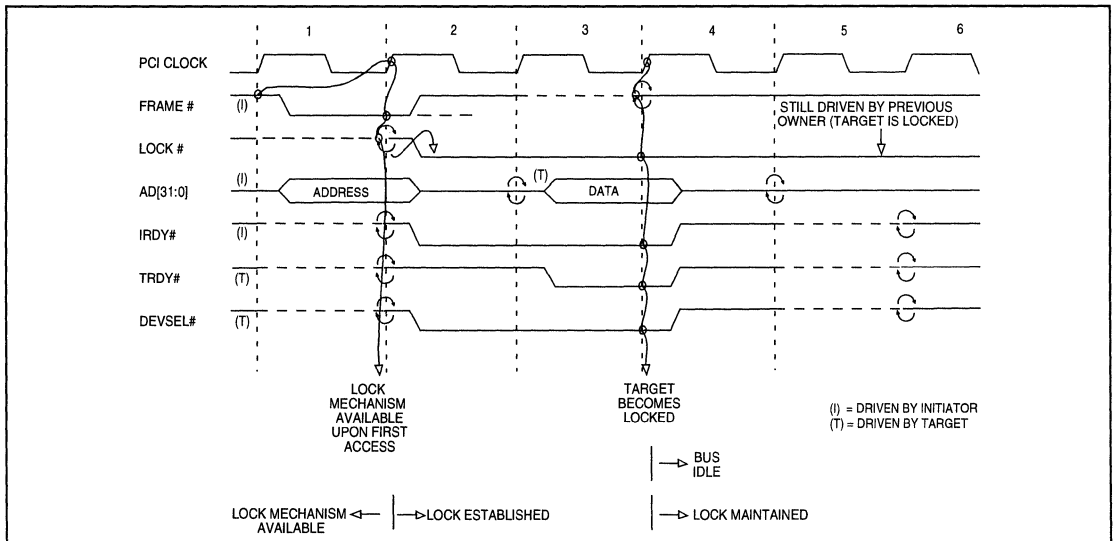 1 2 3 4 5 6
PCI CLOCK
FRAME # (I)
STILL DRIVEN BY PREVIOUS
OWNER (TARGET IS LOCKED)
LOCK #
AD[31:0] (I) ADDRESS (T) DATA
IRDY# (I)
TRDY# (T)
DEVSEL# (T)
LOCK
MECHANISM
AVAILABLE
UPON FIRST
ACCESS
TARGET
BECOMES
LOCKED
(I) = DRIVEN BY INITIATOR
(T) = DRIVEN BY TARGET
BUS
IDLE
LOCK MECHANISM
AVAILABLE
LOCK ESTABLISHED
LOCK MAINTAINED